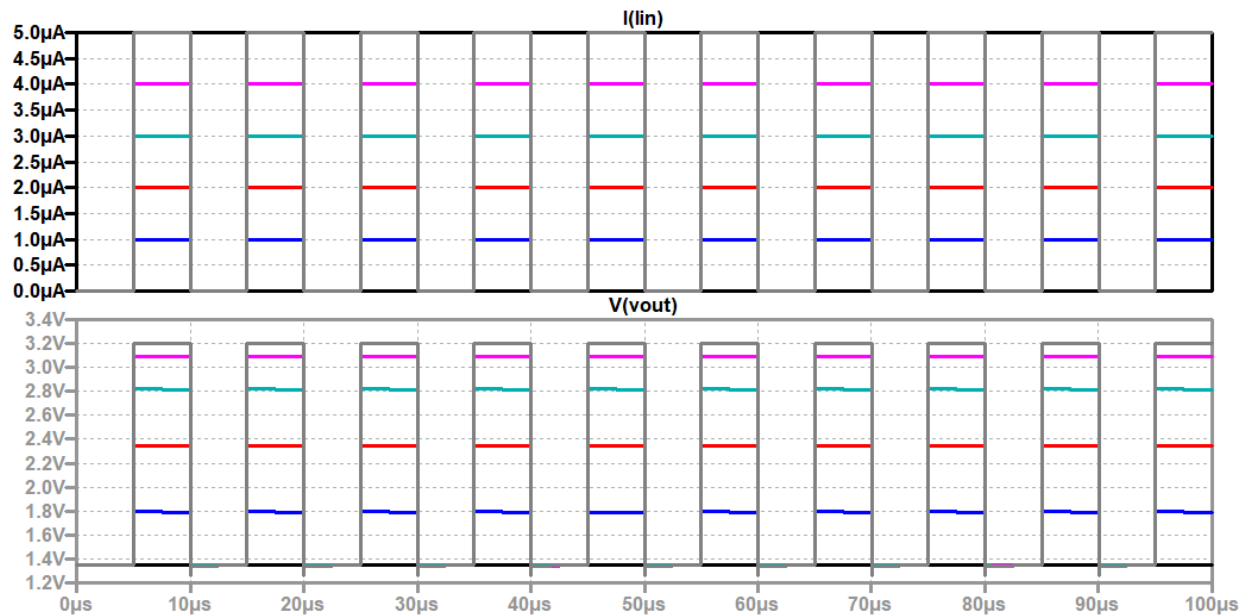 I(Iin)
5.0µA
4.5µA
4.0µA
3.5µA
3.0µA
2.5µA
2.0µA
1.5µA
1.0µA
0.5µA
0.0µA
V(vout)
3.4V
3.2V
3.0V
2.8V
2.6V
2.4V
2.2V
2.0V
1.8V
1.6V
1.4V
1.2V
0µs 10µs 20µs 30µs 40µs 50µs 60µs 70µs 80µs 90µs 100µs